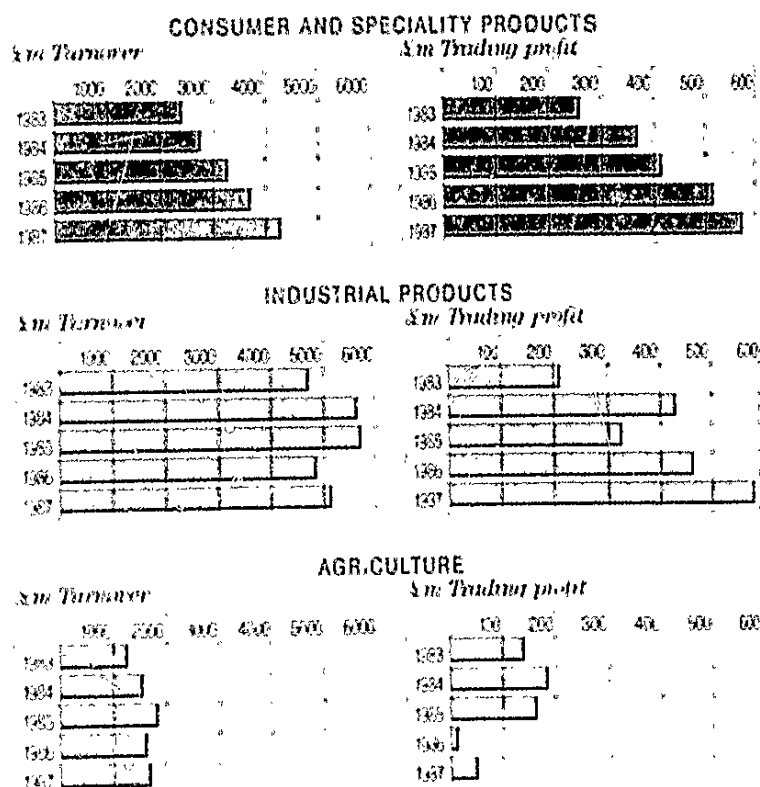 CONSUMER AND SPECIALITY PRODUCTS
£m Turnover £m Trading profit
1000 2000 3000 4000 5000 6000 100 200 300 400 500 600
1983 1983
1984 1984
1985 1985
1986 1986
1987 1987
INDUSTRIAL PRODUCTS
£m Turnover £m Trading profit
1000 2000 3000 4000 5000 6000 100 200 300 400 500 600
1983 1983
1984 1984
1985 1985
1986 1986
1987 1987
AGRICULTURE
£m Turnover £m Trading profit
1000 2000 3000 4000 5000 6000 100 200 300 400 500 600
1983 1983
1984 1984
1985 1985
1986 1986
1987 1987